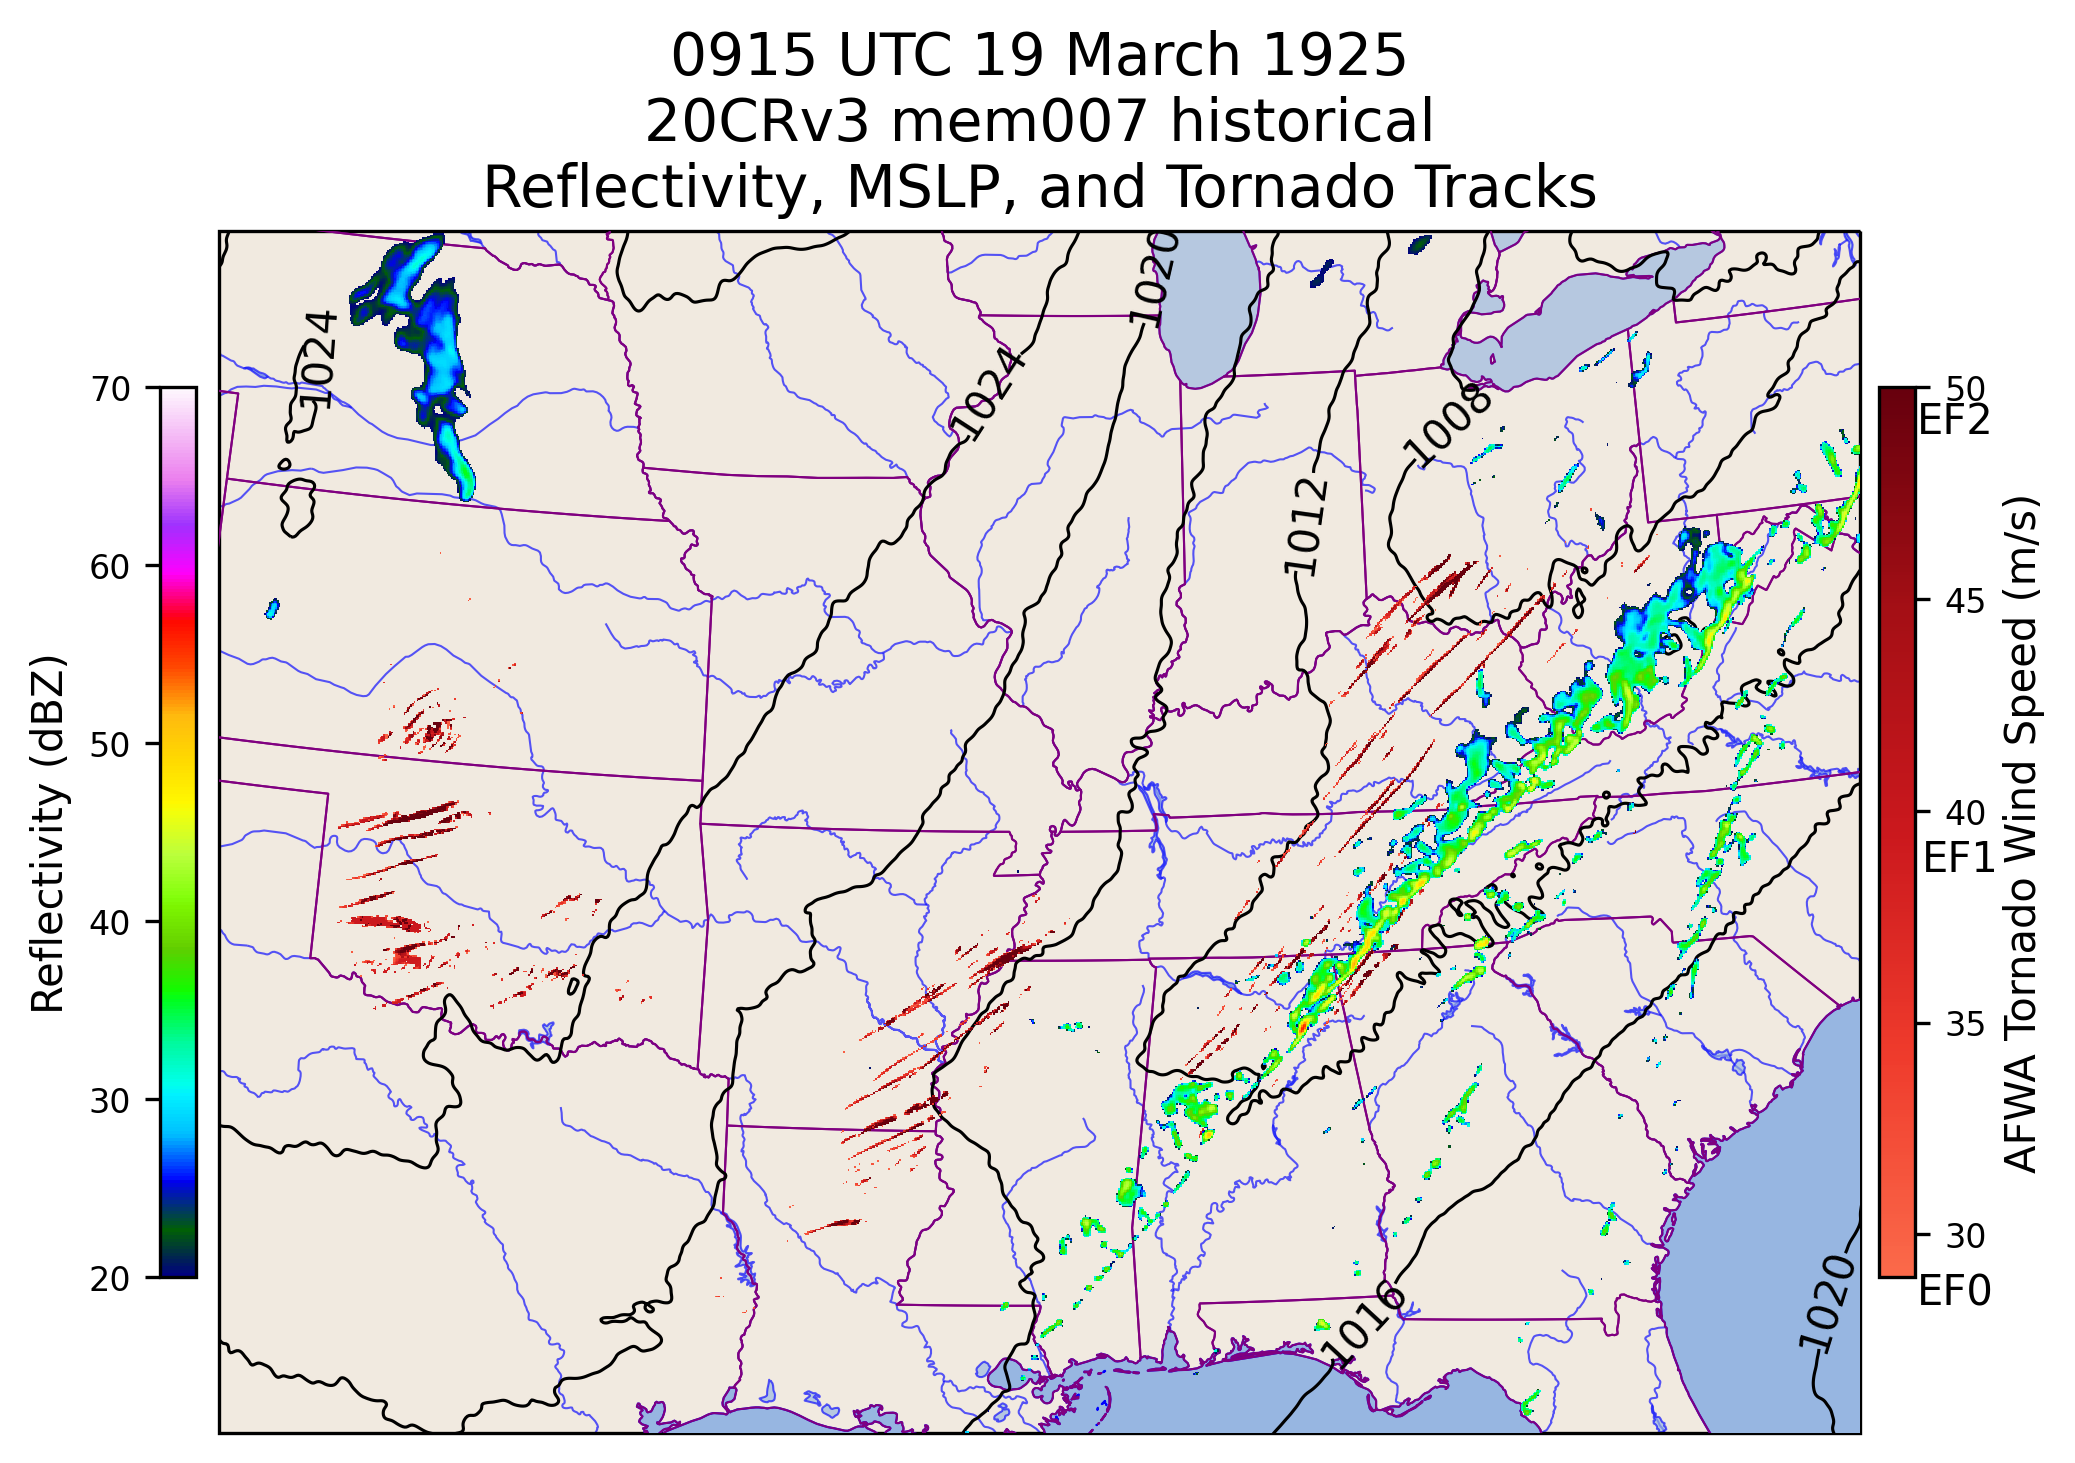 0915 UTC 19 March 1925
20CRv3 mem007 historical
Reflectivity, MSLP, and Tornado Tracks
1020
1024
1024
1008
1012
1016
1020
70
60
50
40
30
20
Reflectivity (dBZ)
50
EF2
45
40
EF1
35
30
EF0
AFWA Tornado Wind Speed (m/s)